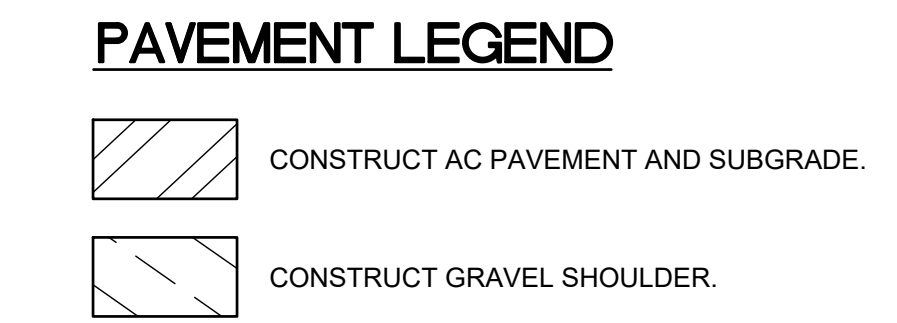 PAVEMENT LEGEND
CONSTRUCT AC PAVEMENT AND SUBGRADE.
CONSTRUCT GRAVEL SHOULDER.